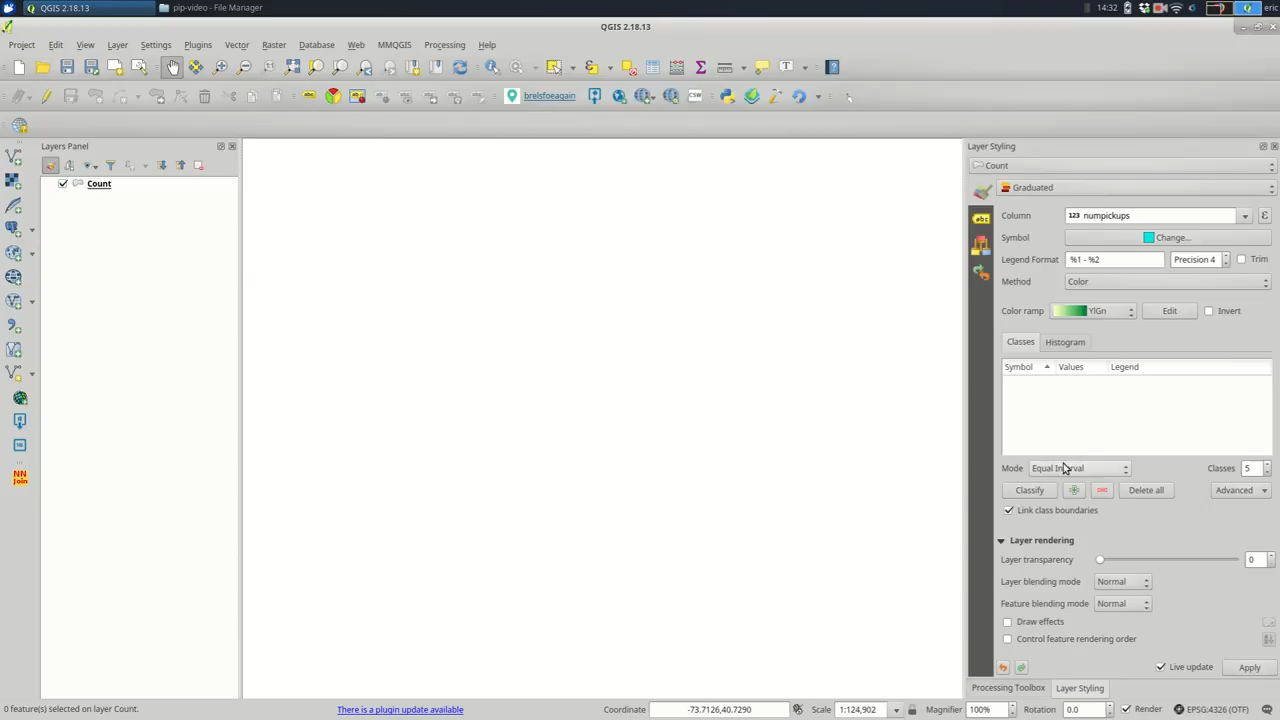 QGIS 2.18.13
pip-video - File Manager
14:32
eric
QGIS 2.18.13
Project Edit View Layer Settings Plugins Vector Raster Database Web MMQGIS Processing Help
brelsfoeagain
CSW
Layers Panel
Count
NN
Join
Layer Styling
Count
Graduated
Column 123 numpickups
Symbol Change...
Legend Format %1 - %2 Precision 4 Trim
Method Color
Color ramp YlGn Edit Invert
Classes Histogram
Symbol Values Legend
Mode Equal Interval Classes 5
Classify Delete all Advanced
Link class boundaries
Layer rendering
Layer transparency 0
Layer blending mode Normal
Feature blending mode Normal
Draw effects
Control feature rendering order
Live update Apply
Processing Toolbox Layer Styling
0 feature(s) selected on layer Count. There is a plugin update available Coordinate -73.7126,40.7290 Scale 1:124,902 Magnifier 100% Rotation 0.0 Render EPSG:4326 (OTF)